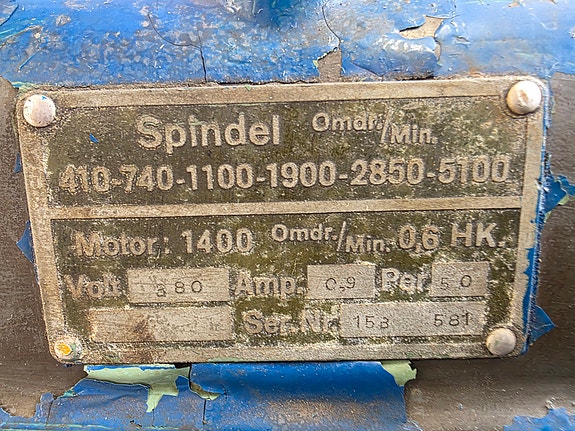 Spindel Omdr./Min.
410-740-1100-1900-2850-5100
Motor: 1400 Omdr./Min. 0,6 HK.
Volt. 380 Amp. 0,9 Per. 50
Ser-Nr. 153 581